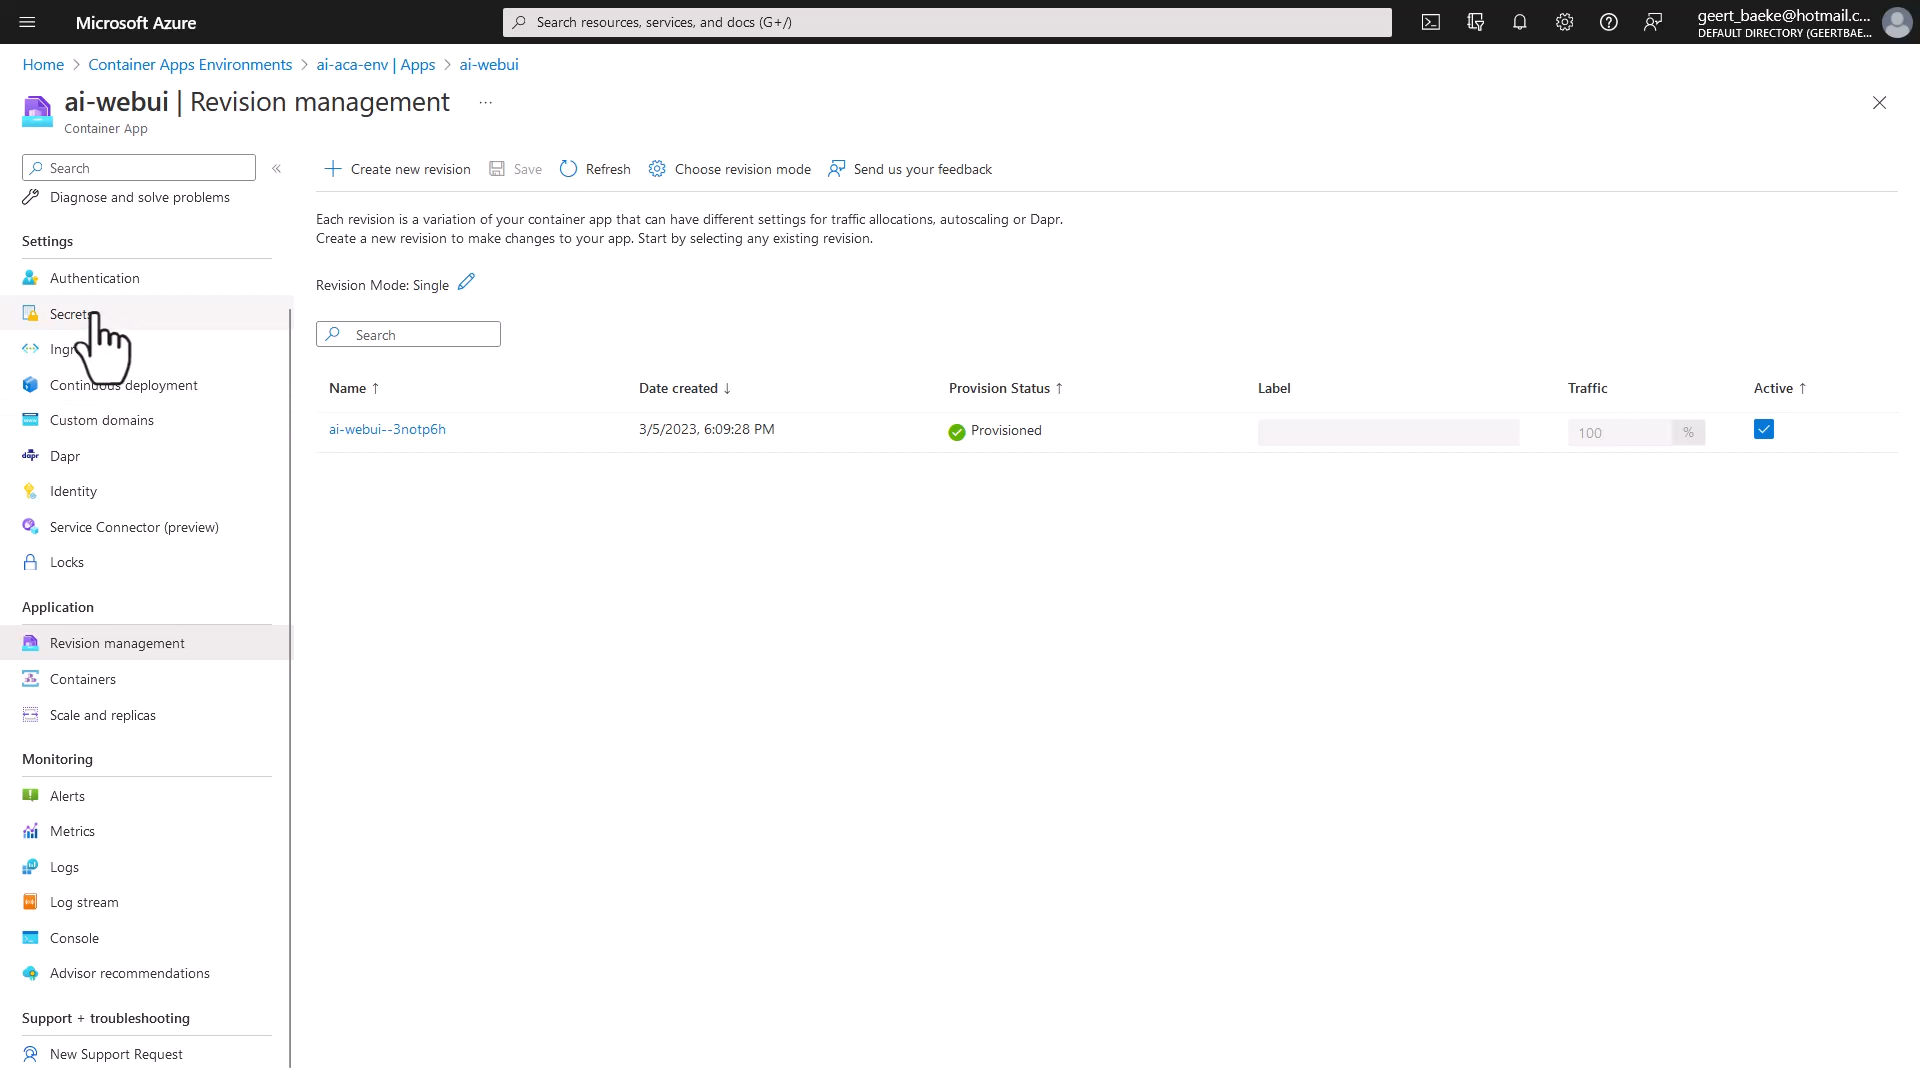 Microsoft Azure
Search resources, services, and docs (G+/)
geert_baeke@hotmail.c...
DEFAULT DIRECTORY (GEERTBAE...
Home > Container Apps Environments > ai-aca-env | Apps > ai-webui
ai-webui | Revision management ...
Container App
Search
«
Diagnose and solve problems
Settings
Authentication
Secrets
Continuous deployment
Custom domains
dapr Dapr
Identity
Service Connector (preview)
Locks
Application
Revision management
Containers
Scale and replicas
Monitoring
Alerts
Metrics
Logs
Log stream
Console
Advisor recommendations
Support + troubleshooting
New Support Request
Create new revision Save Refresh Choose revision mode Send us your feedback
Each revision is a variation of your container app that can have different settings for traffic allocations, autoscaling or Dapr.
Create a new revision to make changes to your app. Start by selecting any existing revision.
Revision Mode: Single
Search
Name ↑ Date created ↓ Provision Status ↑ Label Traffic Active ↑
ai-webui--3notp6h 3/5/2023, 6:09:28 PM Provisioned 100 %